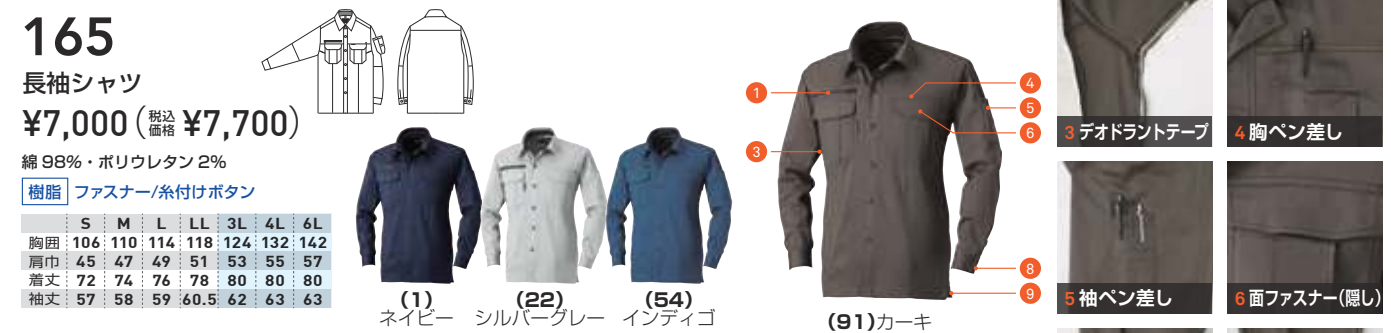 165
長袖シャツ
¥7,000（税込価格 ¥7,700）
綿 98%・ポリウレタン 2%
樹脂 ファスナー/糸付けボタン
S M L LL 3L 4L 6L
胸囲 106 110 114 118 124 132 142
肩巾 45 47 49 51 53 55 57
着丈 72 74 76 78 80 80 80
袖丈 57 58 59 60.5 62 63 63
(1)
ネイビー
(22)
シルバーグレー
(54)
インディゴ
1
3
4
5
6
8
9
(91)カーキ
3 デオドラントテープ
4 胸ペン差し
5 袖ペン差し
6 面ファスナー(隠し)